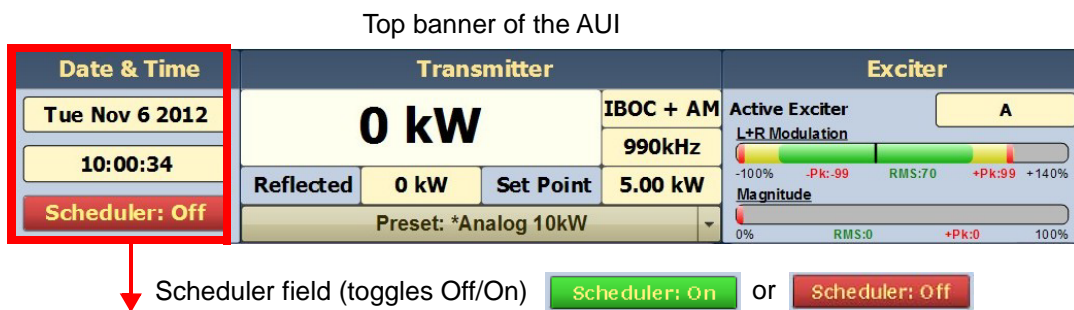 Top banner of the AUI
Date & Time
Transmitter
Exciter
Tue Nov 6 2012
0 kW
IBOC + AM
Active Exciter
A
990kHz
L+R Modulation
10:00:34
-100%
-Pk:-99
RMS:70
+Pk:99
+140%
Reflected
0 kW
Set Point
5.00 kW
Magnitude
Scheduler: Off
Preset: *Analog 10kW
0%
RMS:0
+Pk:0
100%
Scheduler field (toggles Off/On)
Scheduler: On
or
Scheduler: Off